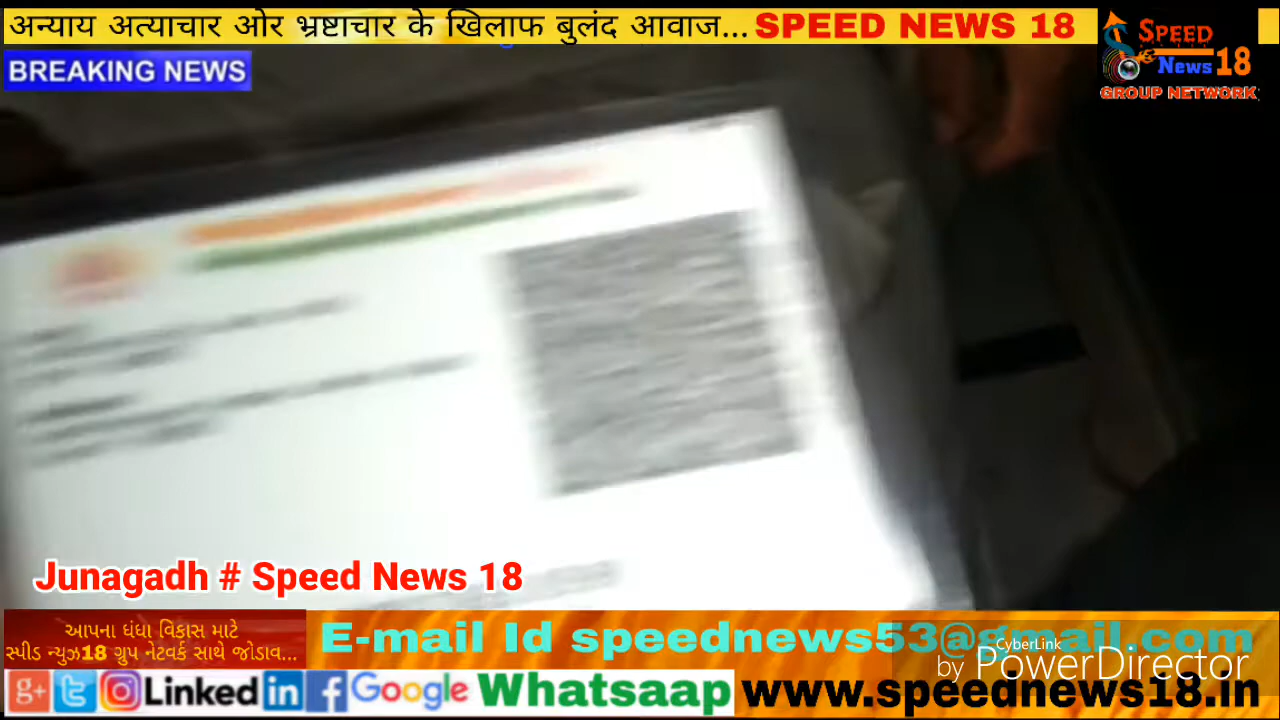 अन्याय अत्याचार ओर भ्रष्टाचार के खिलाफ बुलंद आवाज... SPEED NEWS 18
SPEED
News 18
GROUP NETWORK
BREAKING NEWS
Junagadh # Speed News 18
આપના ધંધા વિકાસ માટે
સ્પીડ ન્યુઝ18 ગ્રુપ નેટવર્ક સાથે જોડાવ...
E-mail Id speednews53@gmail.com
CyberLink
by PowerDirector
g+ Linked in f Google Whatsaap www.speednews18.in